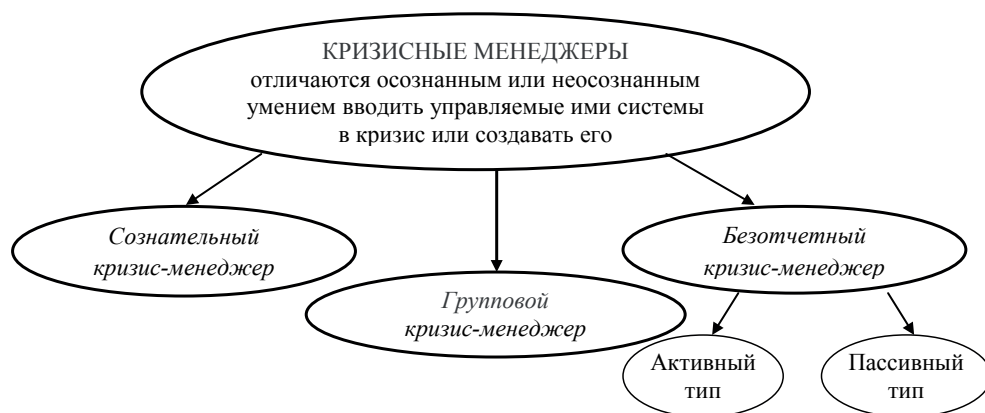 КРИЗИСНЫЕ МЕНЕДЖЕРЫ
отличаются осознанным или неосознанным
умением вводить управляемые ими системы
в кризис или создавать его
Сознательный
кризис-менеджер
Групповой
кризис-менеджер
Безотчетный
кризис-менеджер
Активный
тип
Пассивный
тип